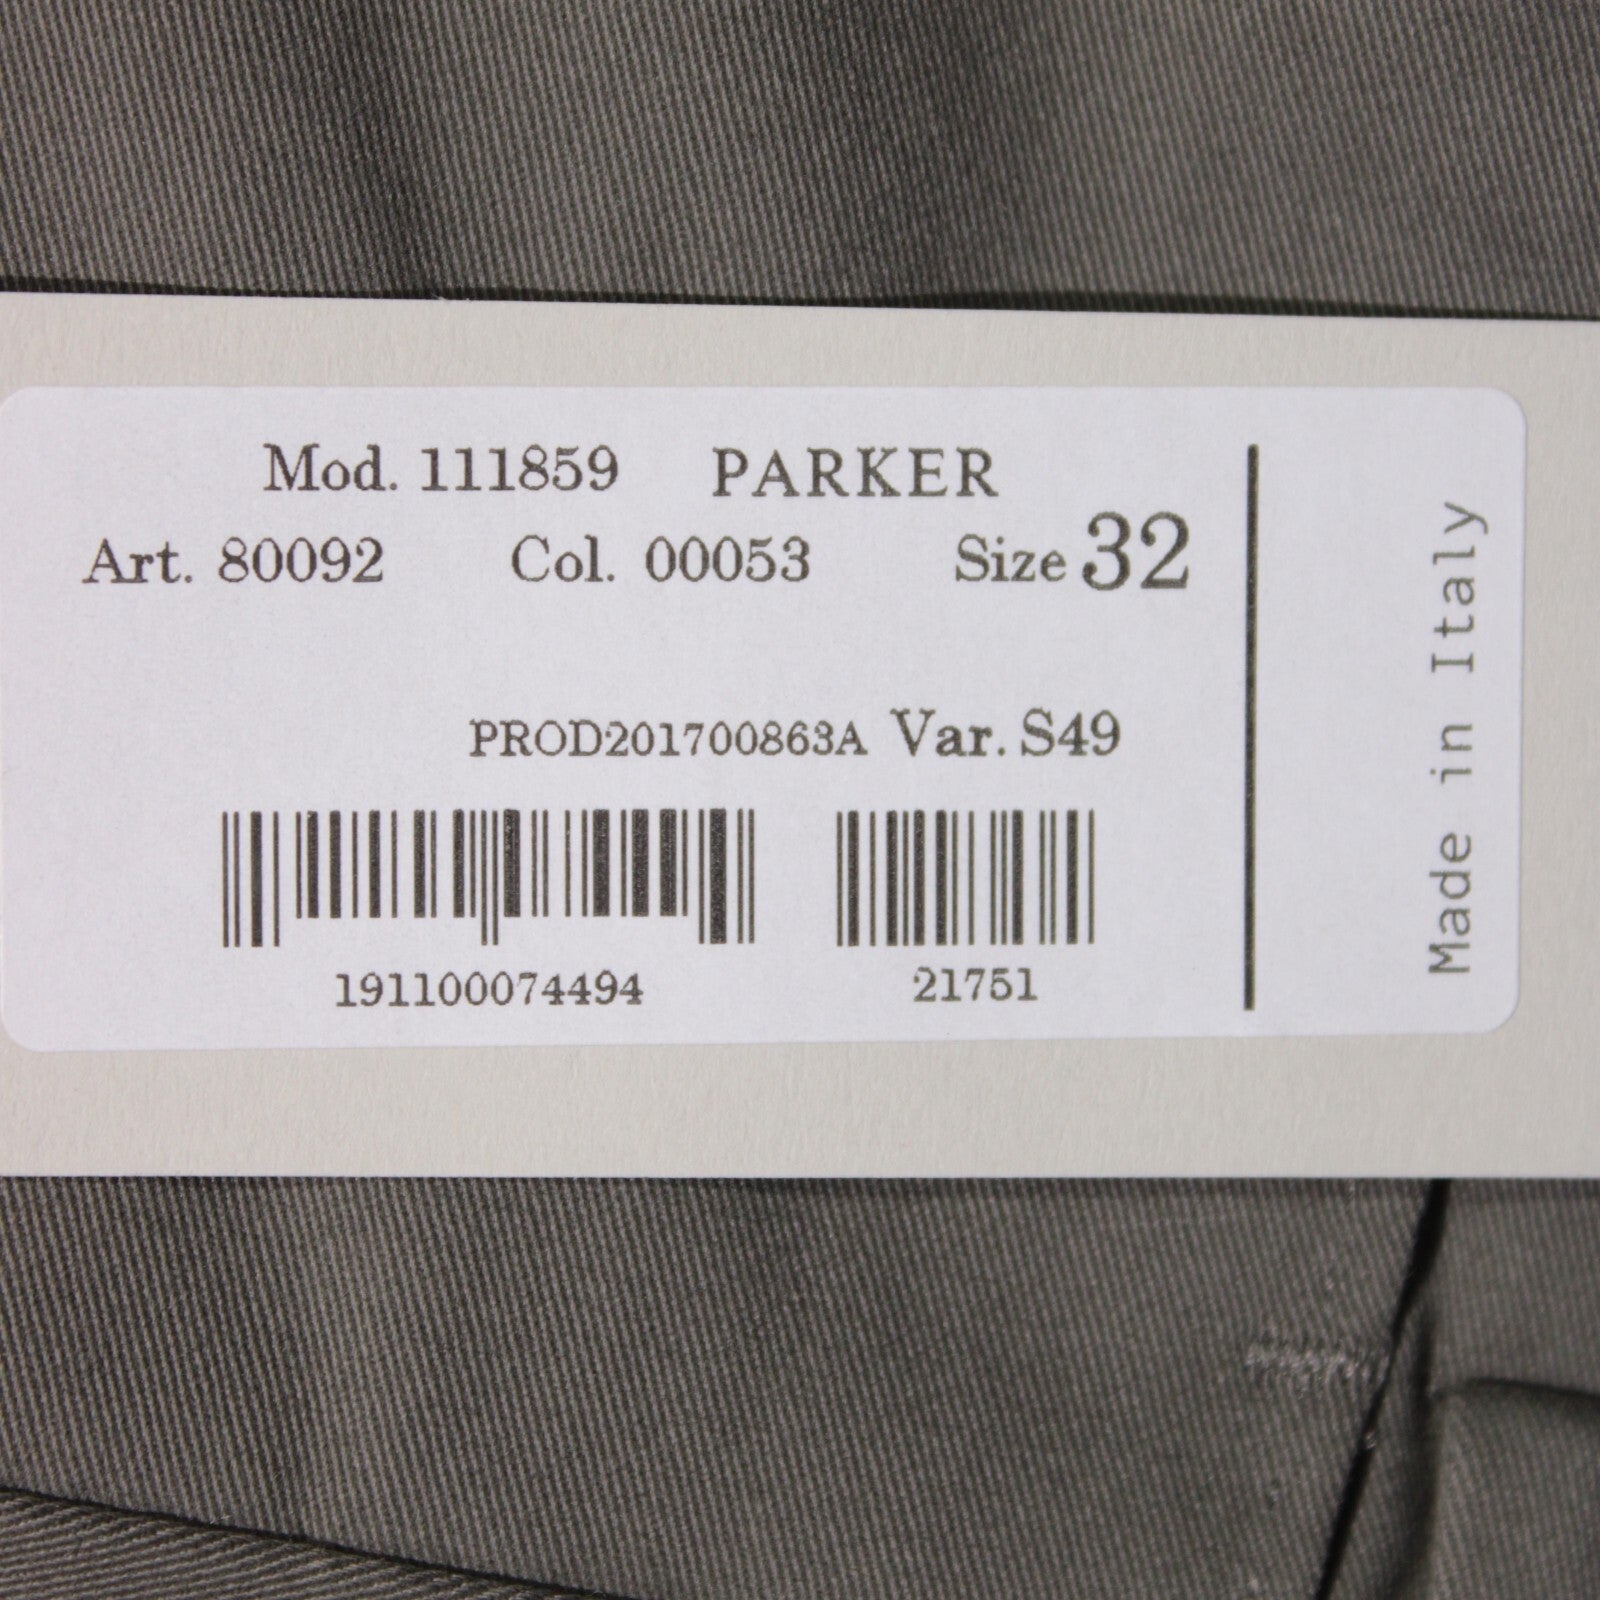 Mod. 111859 PARKER
Art. 80092 Col. 00053 Size 32
PROD201700863A Var. S49
191100074494 21751
Made in Italy